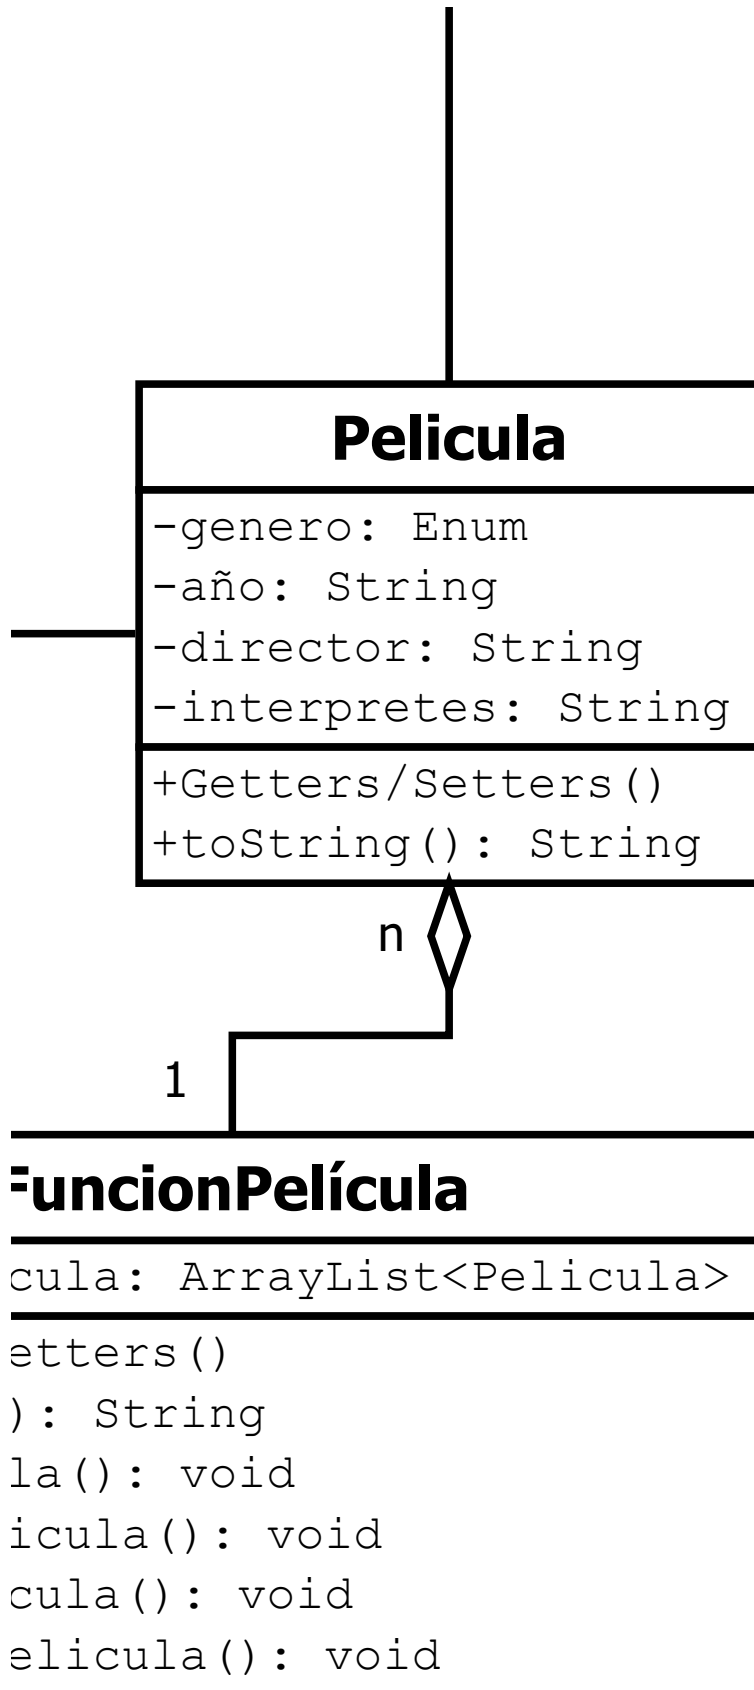 Pelicula
-genero: Enum
-año: String
-director: String
-interpretes: String
+Getters/Setters()
+toString(): String
n
1
FuncionPelícula
cula: ArrayList<Pelicula>
etters()
): String
la(): void
icula(): void
cula(): void
elicula(): void